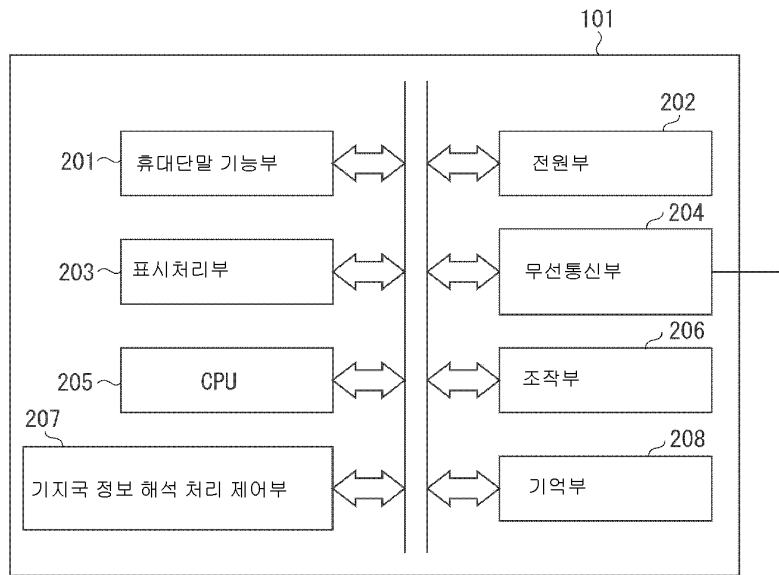 101
201
휴대단말 기능부
202
전원부
203
표시처리부
204
무선통신부
205
CPU
206
조작부
207
기지국 정보 해석 처리 제어부
208
기억부